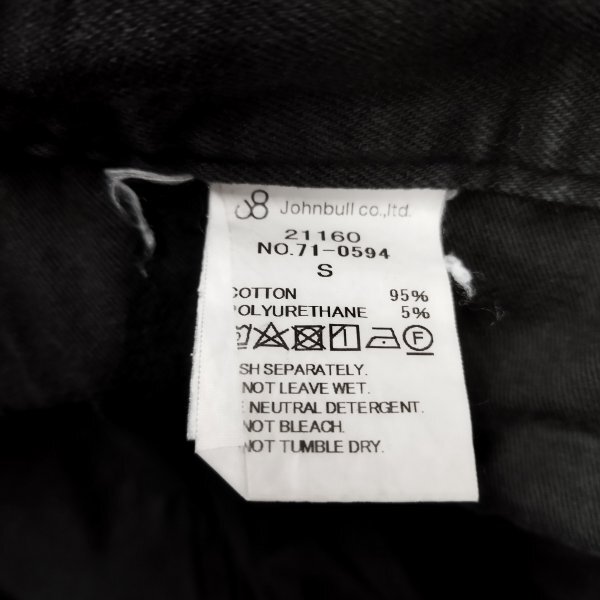 Johnbull co.,ltd.
21160
NO.71-0594
S
COTTON 95%
POLYURETHANE 5%
F
SH SEPARATELY.
NOT LEAVE WET.
NEUTRAL DETERGENT.
NOT BLEACH.
NOT TUMBLE DRY.